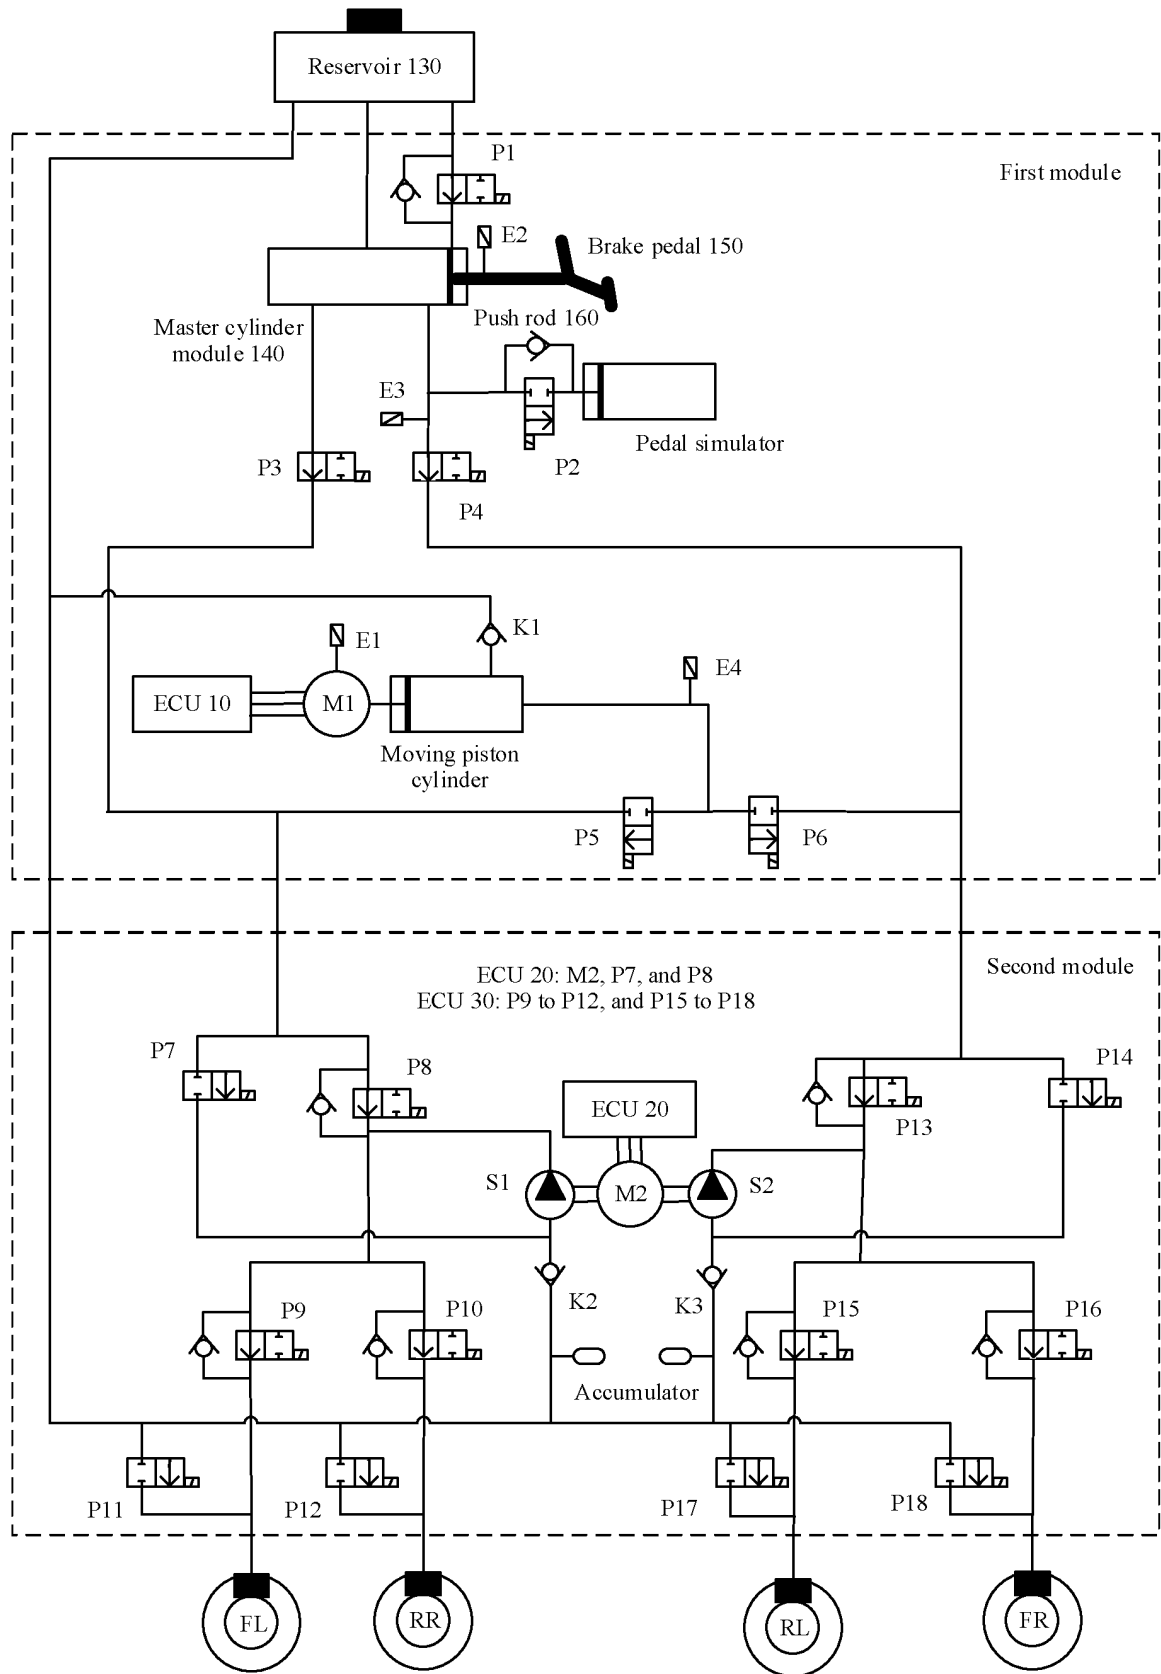 Reservoir 130
P1
First module
E2
Brake pedal 150
Push rod 160
Master cylinder
module 140
E3
Pedal simulator
P3
P2
P4
K1
E1
E4
ECU 10
M1
Moving piston
cylinder
P5
P6
Second module
ECU 20: M2, P7, and P8
ECU 30: P9 to P12, and P15 to P18
P7
P8
P14
ECU 20
P13
S1
M2
S2
K2
K3
P9
P10
P15
P16
Accumulator
P11
P12
P17
P18
FL
RR
RL
FR